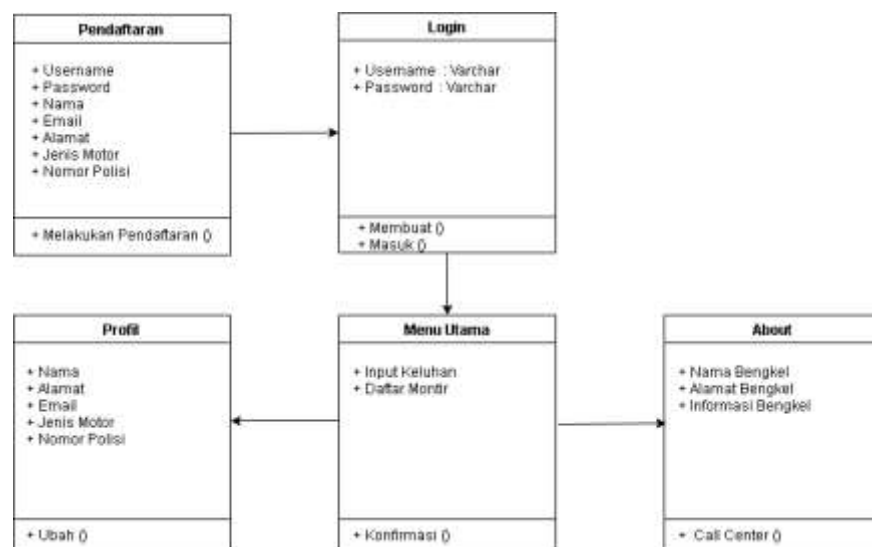 Pendaftaran
+ Username
+ Password
+ Nama
+ Email
+ Alamat
+ Jenis Motor
+ Nomor Polisi
+ Melakukan Pendaftaran ()
Login
+ Username : Varchar
+ Password : Varchar
+ Membuat ()
+ Masuk ()
Profil
+ Nama
+ Alamat
+ Email
+ Jenis Motor
+ Nomor Polisi
+ Ubah ()
Menu Utama
+ Input Keluhan
+ Daftar Montir
+ Konfirmasi ()
About
+ Nama Bengkel
+ Alamat Bengkel
+ Informasi Bengkel
+ Call Center ()